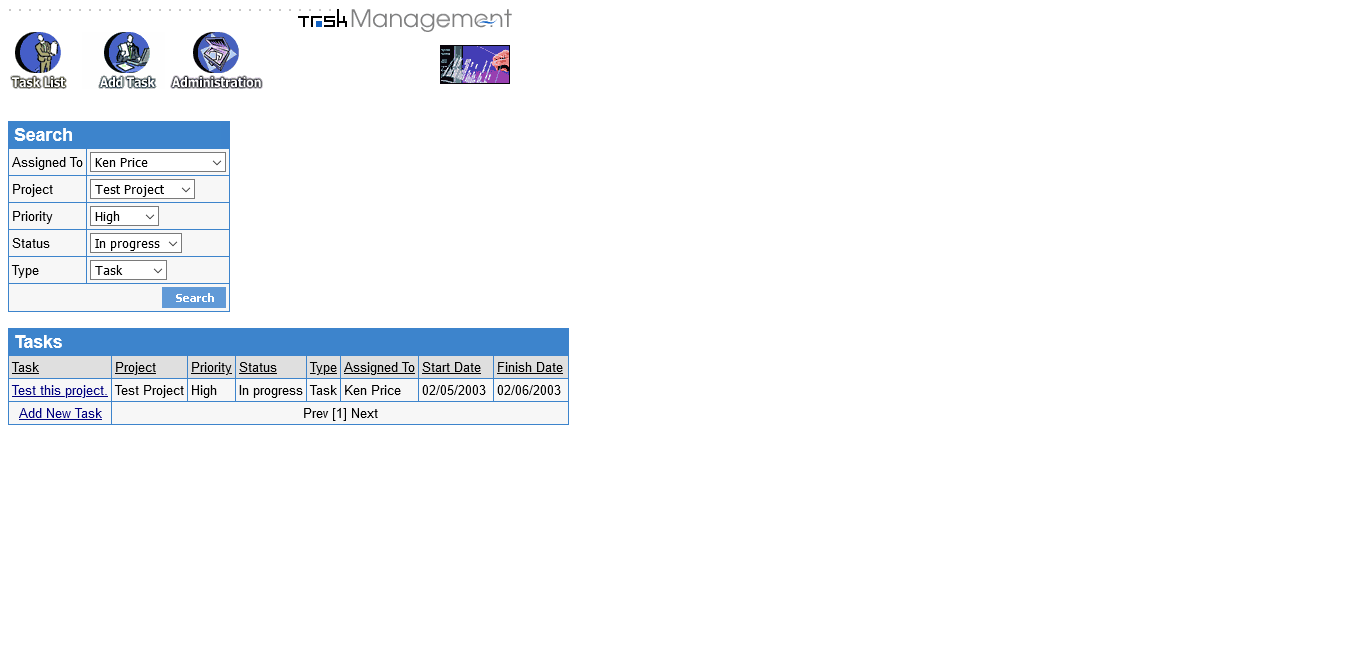 Task Management
Task List Add Task Administration
Search
Assigned To Ken Price
Project Test Project
Priority High
Status In progress
Type Task
Search
Tasks
Task Project Priority Status Type Assigned To Start Date Finish Date
Test this project. Test Project High In progress Task Ken Price 02/05/2003 02/06/2003
Add New Task Prev [1] Next